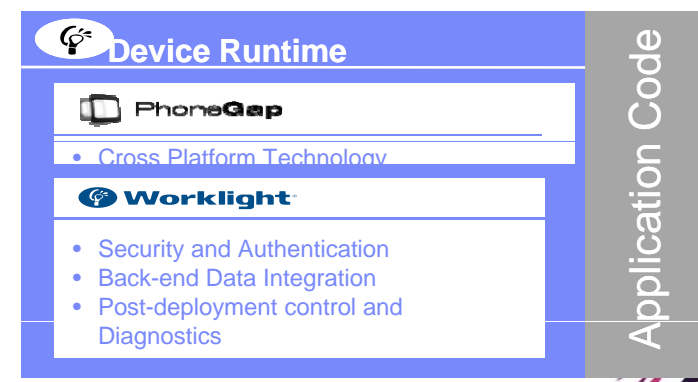 Device Runtime
PhoneGap
• Cross Platform Technology
Worklight
• Security and Authentication
• Back-end Data Integration
• Post-deployment control and
Diagnostics
Application Code